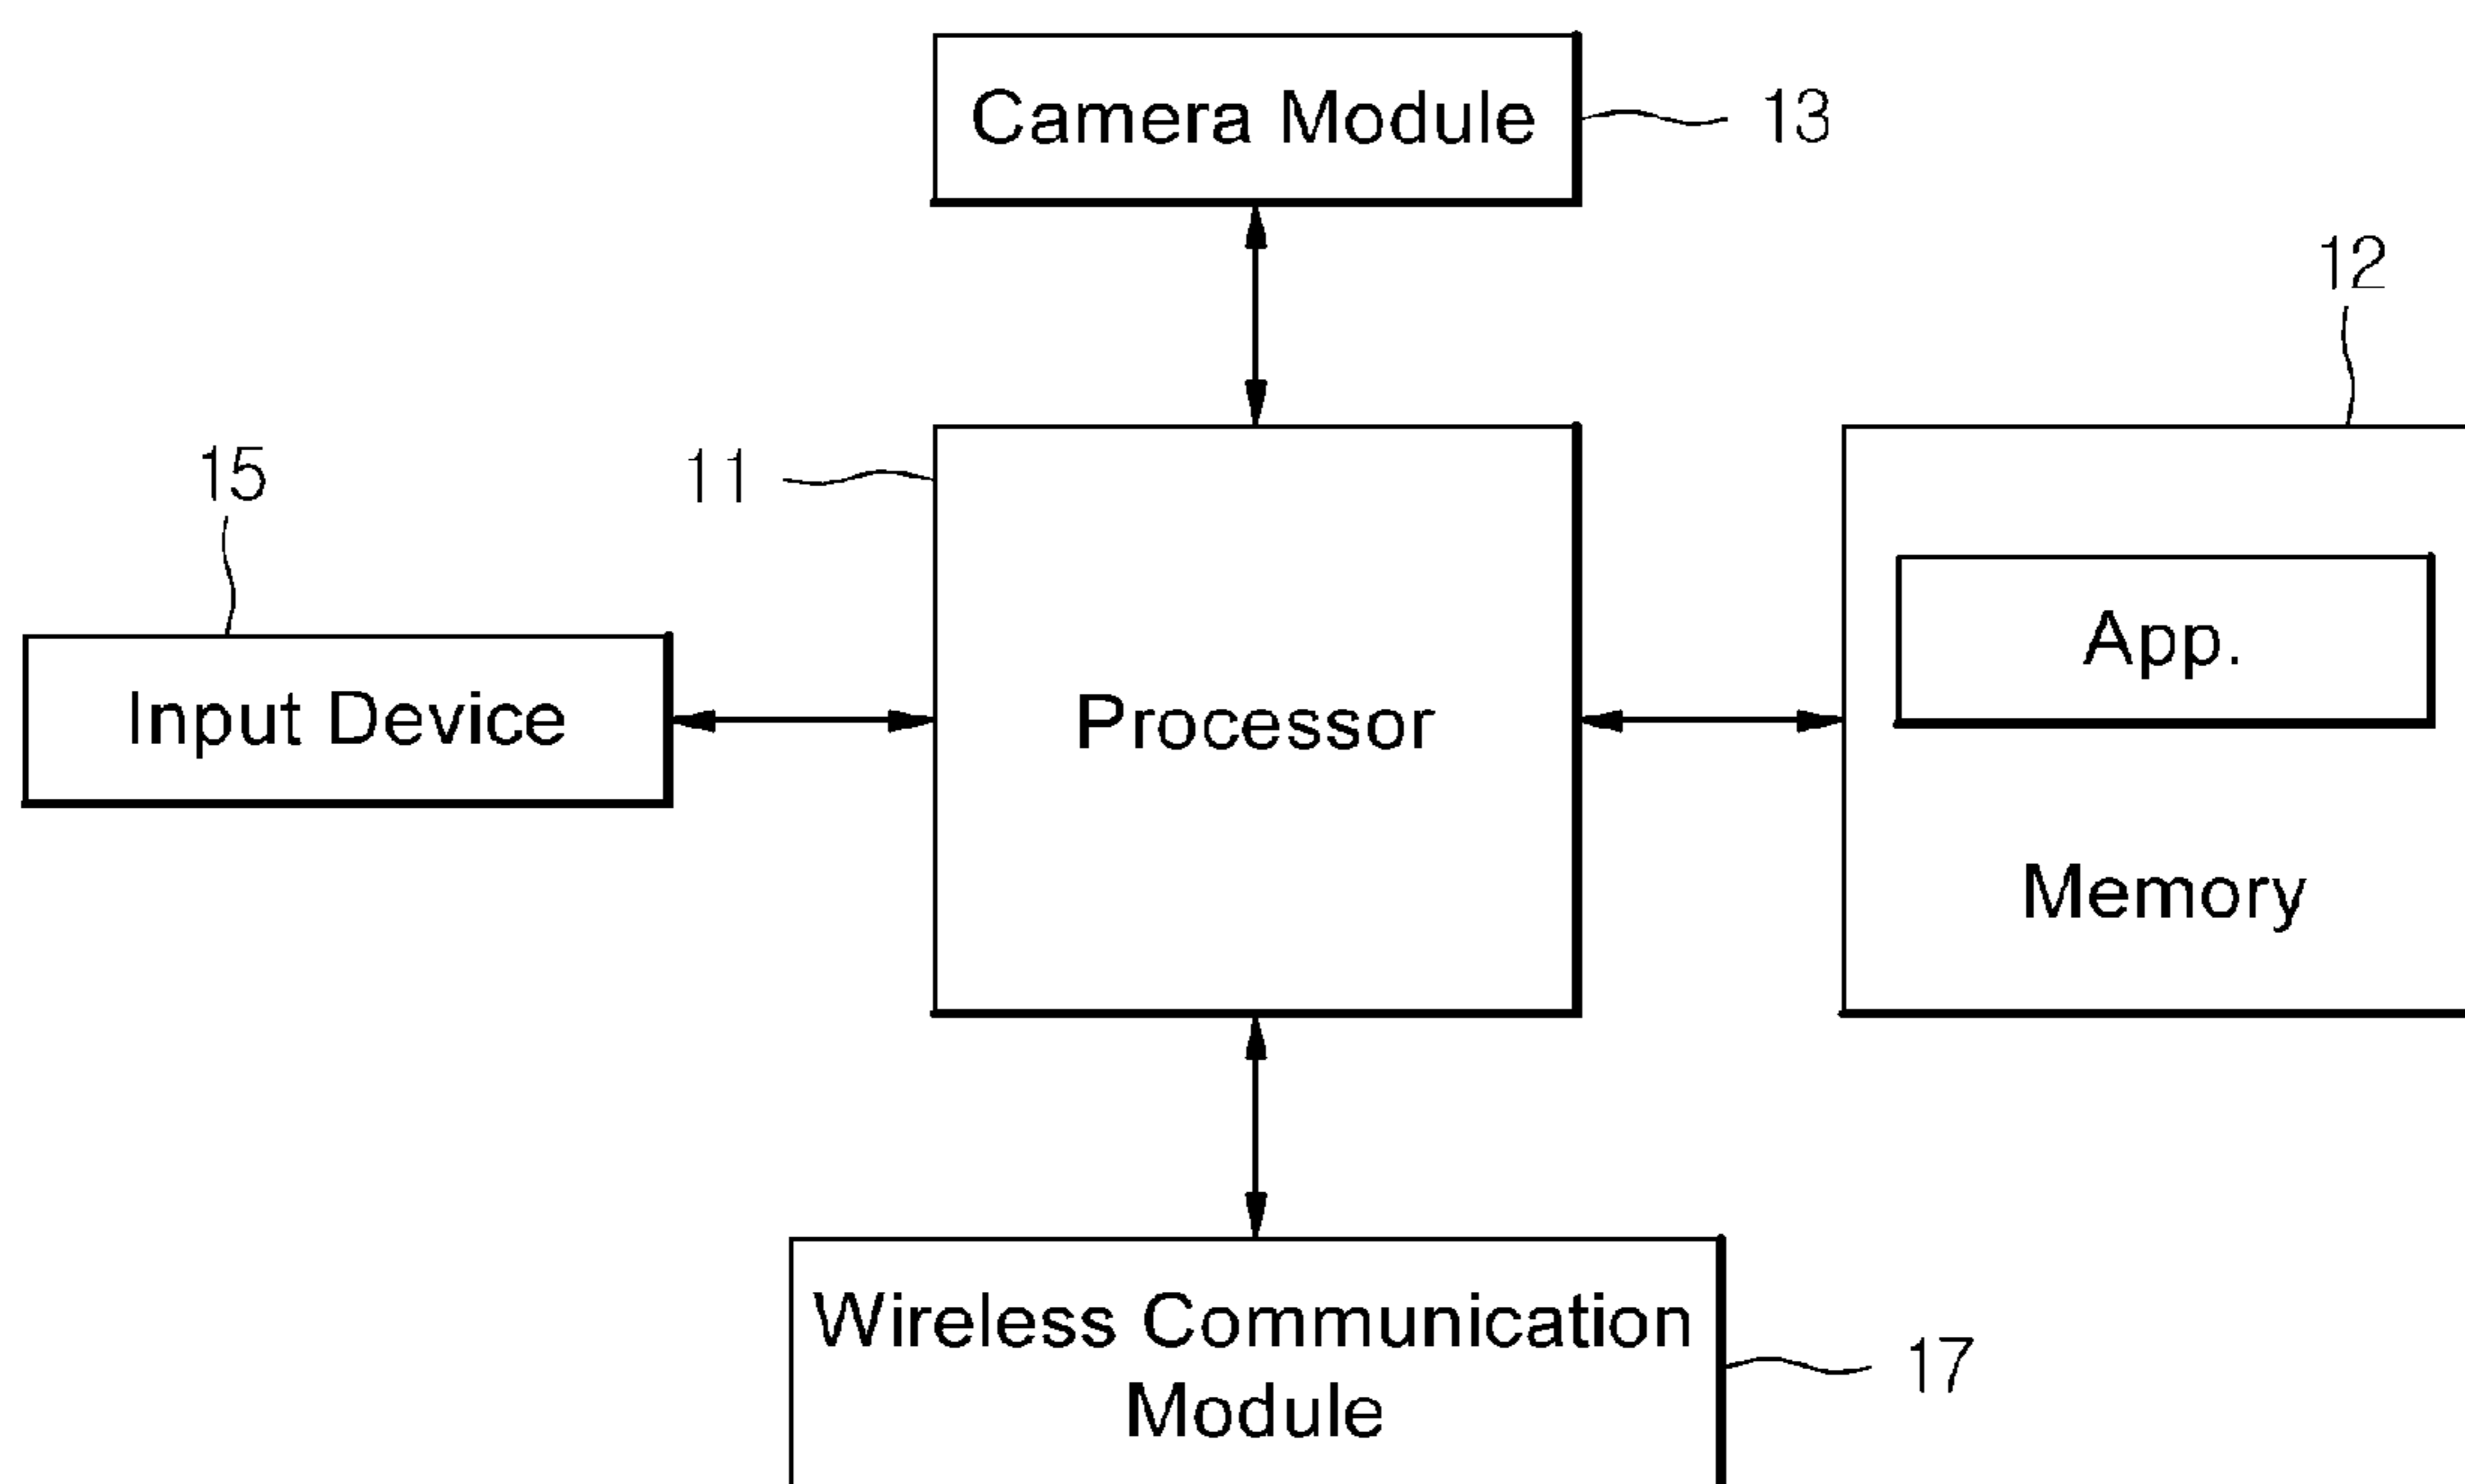 Camera Module
13
12
15
11
App.
Input Device
Processor
Memory
Wireless Communication
Module
17